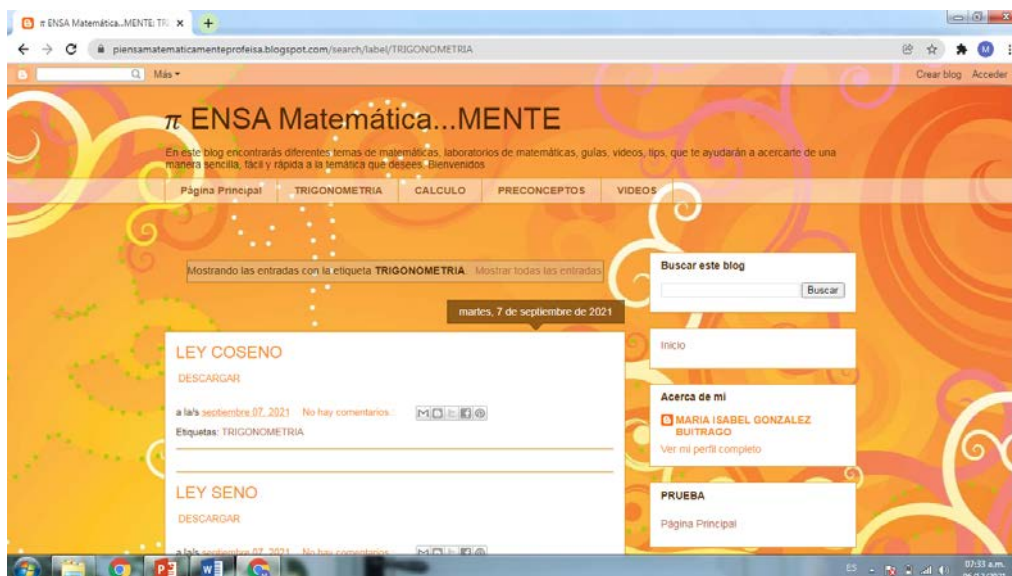 π ENSA Matemática...MENTE: TRI
piensamatematicamenteprofeisa.blogspot.com/search/label/TRIGONOMETRIA
M
Más
Crear blog Acceder
π ENSA Matemática...MENTE
En este blog encontrarás diferentes temas de matemáticas, laboratorios de matemáticas, guías, videos, tips, que te ayudarán a acercarte de una
manera sencilla, fácil y rápida a la temática que desees. Bienvenidos
Página Principal TRIGONOMETRIA CALCULO PRECONCEPTOS VIDEOS
Mostrando las entradas con la etiqueta TRIGONOMETRIA. Mostrar todas las entradas
martes, 7 de septiembre de 2021
LEY COSENO
DESCARGAR
a la/s septiembre 07, 2021 No hay comentarios.:
Etiquetas: TRIGONOMETRIA
LEY SENO
DESCARGAR
a la/s septiembre 07, 2021 No hay comentarios.:
Buscar este blog
Buscar
Inicio
Acerca de mí
MARIA ISABEL GONZALEZ
BUITRAGO
Ver mi perfil completo
PRUEBA
Página Principal
ES
07:33 a.m.